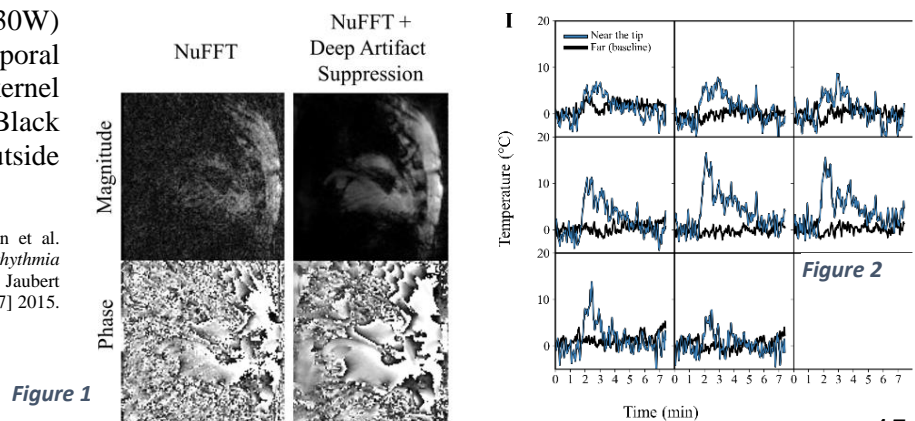 30W)
poral
kernel
Black
utside
n et al.
hythmia
Jaubert
7] 2015.
Figure 1
NuFFT
NuFFT +
Deep Artifact
Suppression
Magnitude
Phase
I
Near the tip
Far (baseline)
Temperature (°C)
20
10
0
20
10
0
20
10
0
0 1 2 3 4 5 6 7
0 1 2 3 4 5 6 7
0 1 2 3 4 5 6 7
Time (min)
Figure 2